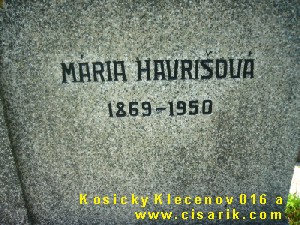 MÁRIA HAVRIŠOVÁ
1869-1950
Kosicky Klecenov 016 a
www.cisarik.com